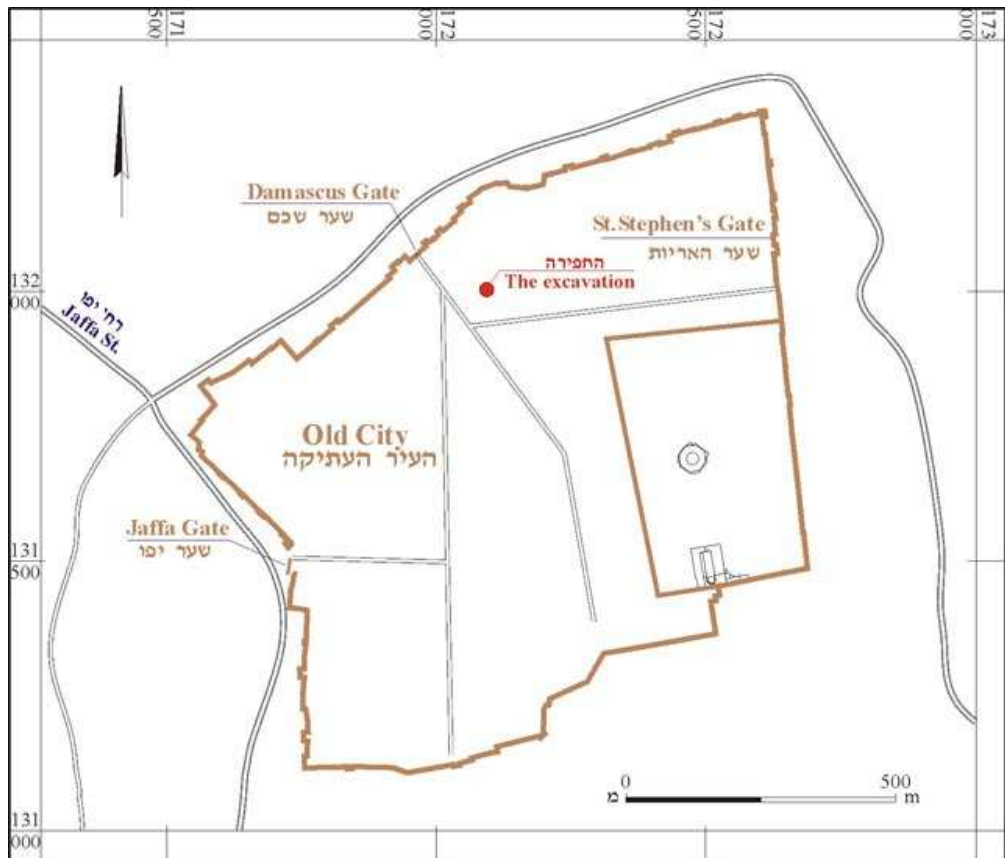 171
500
172
000
172
500
173
000
Damascus Gate
שער שכם
St.Stephen's Gate
שער האריות
החפירה
The excavation
132
000
רח' יפו
Jaffa St.
Old City
העיר העתיקה
Jaffa Gate
שער יפו
131
500
0
500
מ
m
131
000